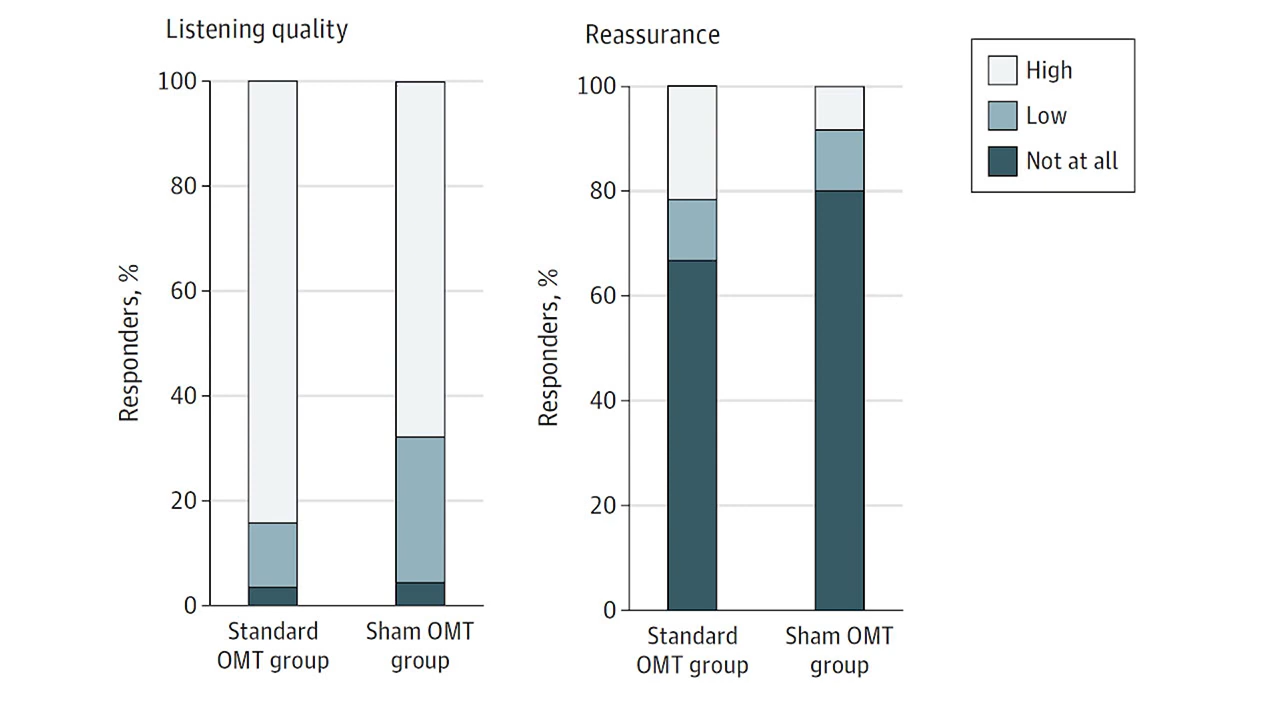 Listening quality
100
80
60
40
20
0
Responders, %
Standard
OMT group
Sham OMT
group
Reassurance
100
80
60
40
20
0
Responders, %
Standard
OMT group
Sham OMT
group
High
Low
Not at all